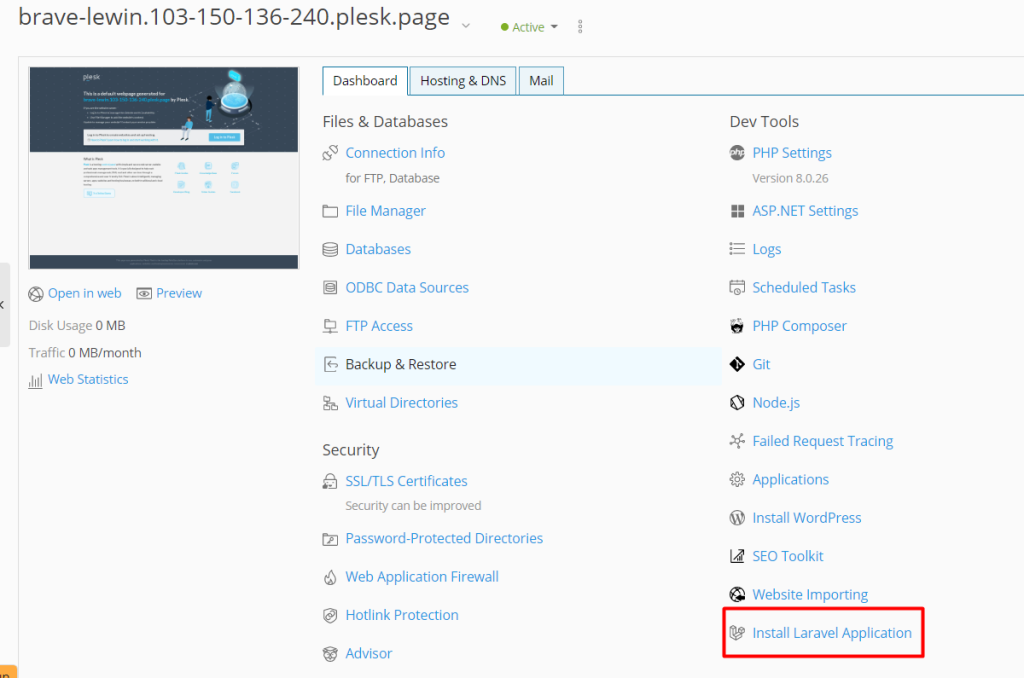 brave-lewin.103-150-136-240.plesk.page
Active
plesk
This is a default webpage generated for
by Plesk.
What is Plesk
Open in web Preview
Disk Usage 0 MB
Traffic 0 MB/month
Web Statistics
Dashboard Hosting & DNS Mail
Files & Databases
Connection Info
for FTP, Database
File Manager
Databases
ODBC Data Sources
FTP Access
Backup & Restore
Virtual Directories
Security
SSL/TLS Certificates
Security can be improved
Password-Protected Directories
Web Application Firewall
Hotlink Protection
Advisor
Dev Tools
php
PHP Settings
Version 8.0.26
ASP.NET Settings
Logs
Scheduled Tasks
PHP Composer
Git
Node.js
Failed Request Tracing
Applications
Install WordPress
SEO Toolkit
Website Importing
Install Laravel Application